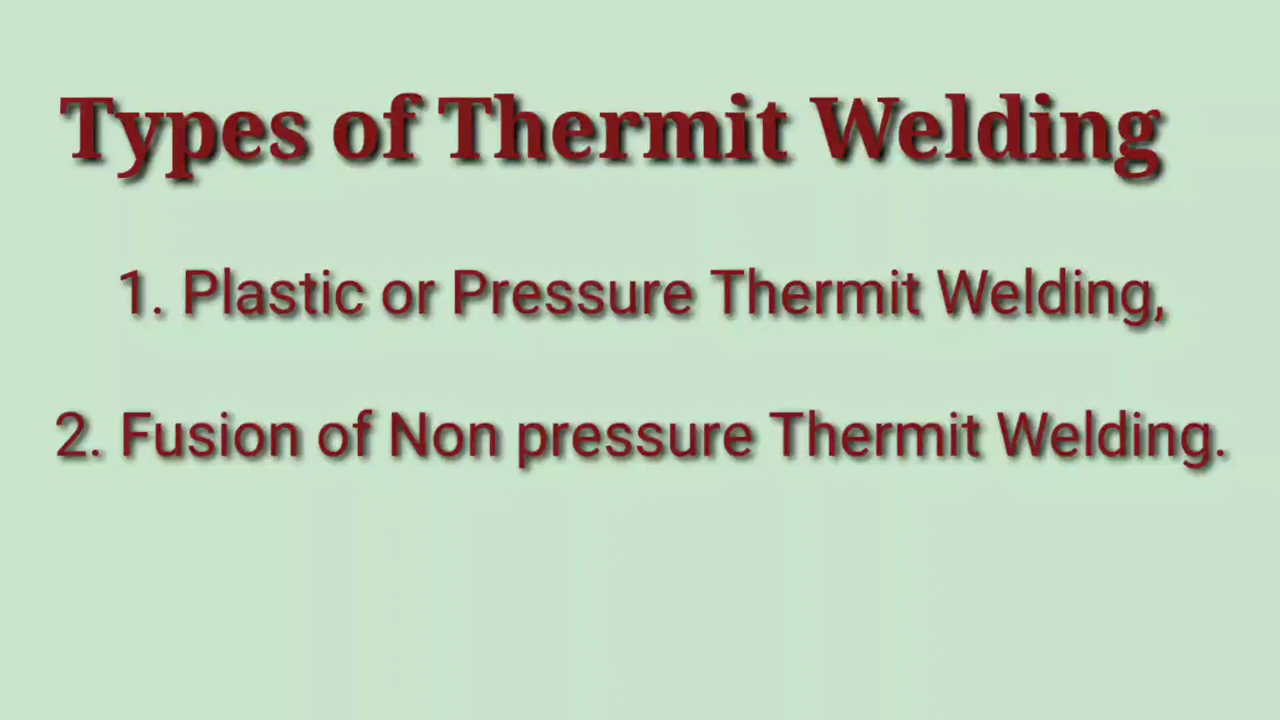 Types of Thermit Welding
1. Plastic or Pressure Thermit Welding,
2. Fusion of Non pressure Thermit Welding.